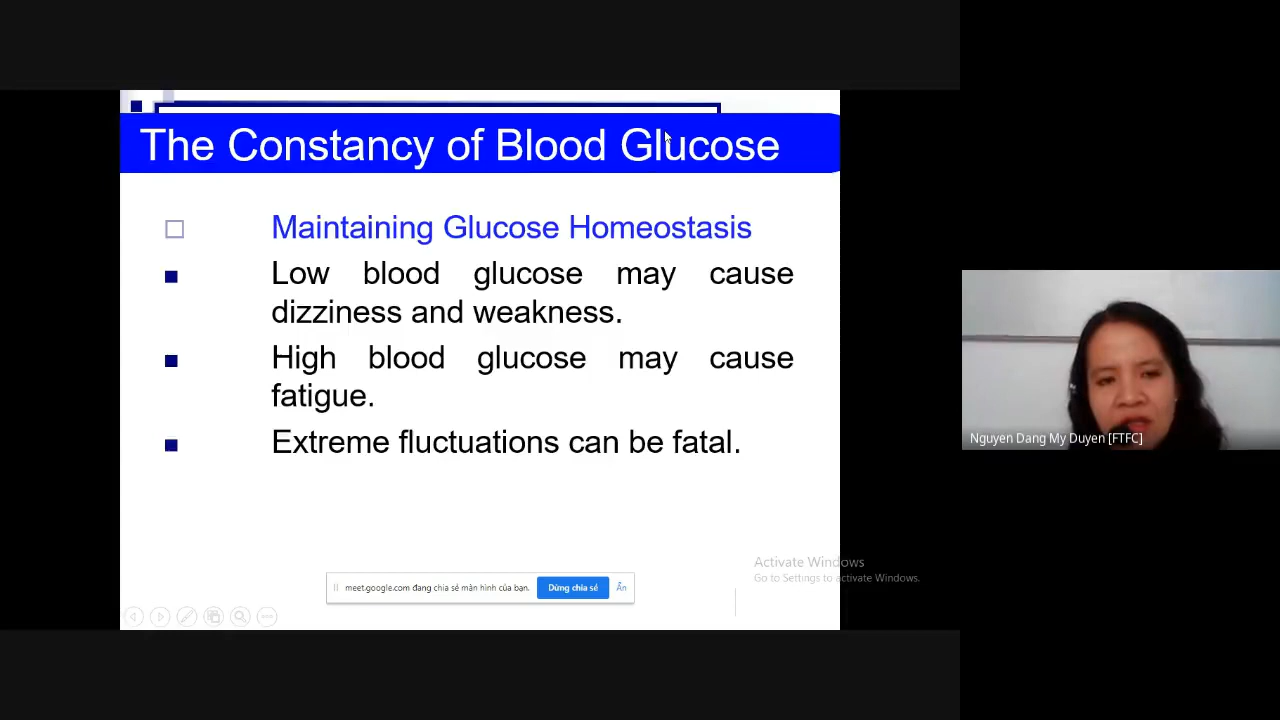 The Constancy of Blood Glucose
Maintaining Glucose Homeostasis
Low blood glucose may cause
dizziness and weakness.
High blood glucose may cause
fatigue.
Extreme fluctuations can be fatal.
Nguyen Dang My Duyen [FTFC]
Activate Windows
Go to Settings to activate Windows.
meet.google.com đang chia sẻ màn hình của bạn. Dừng chia sẻ Ẩn